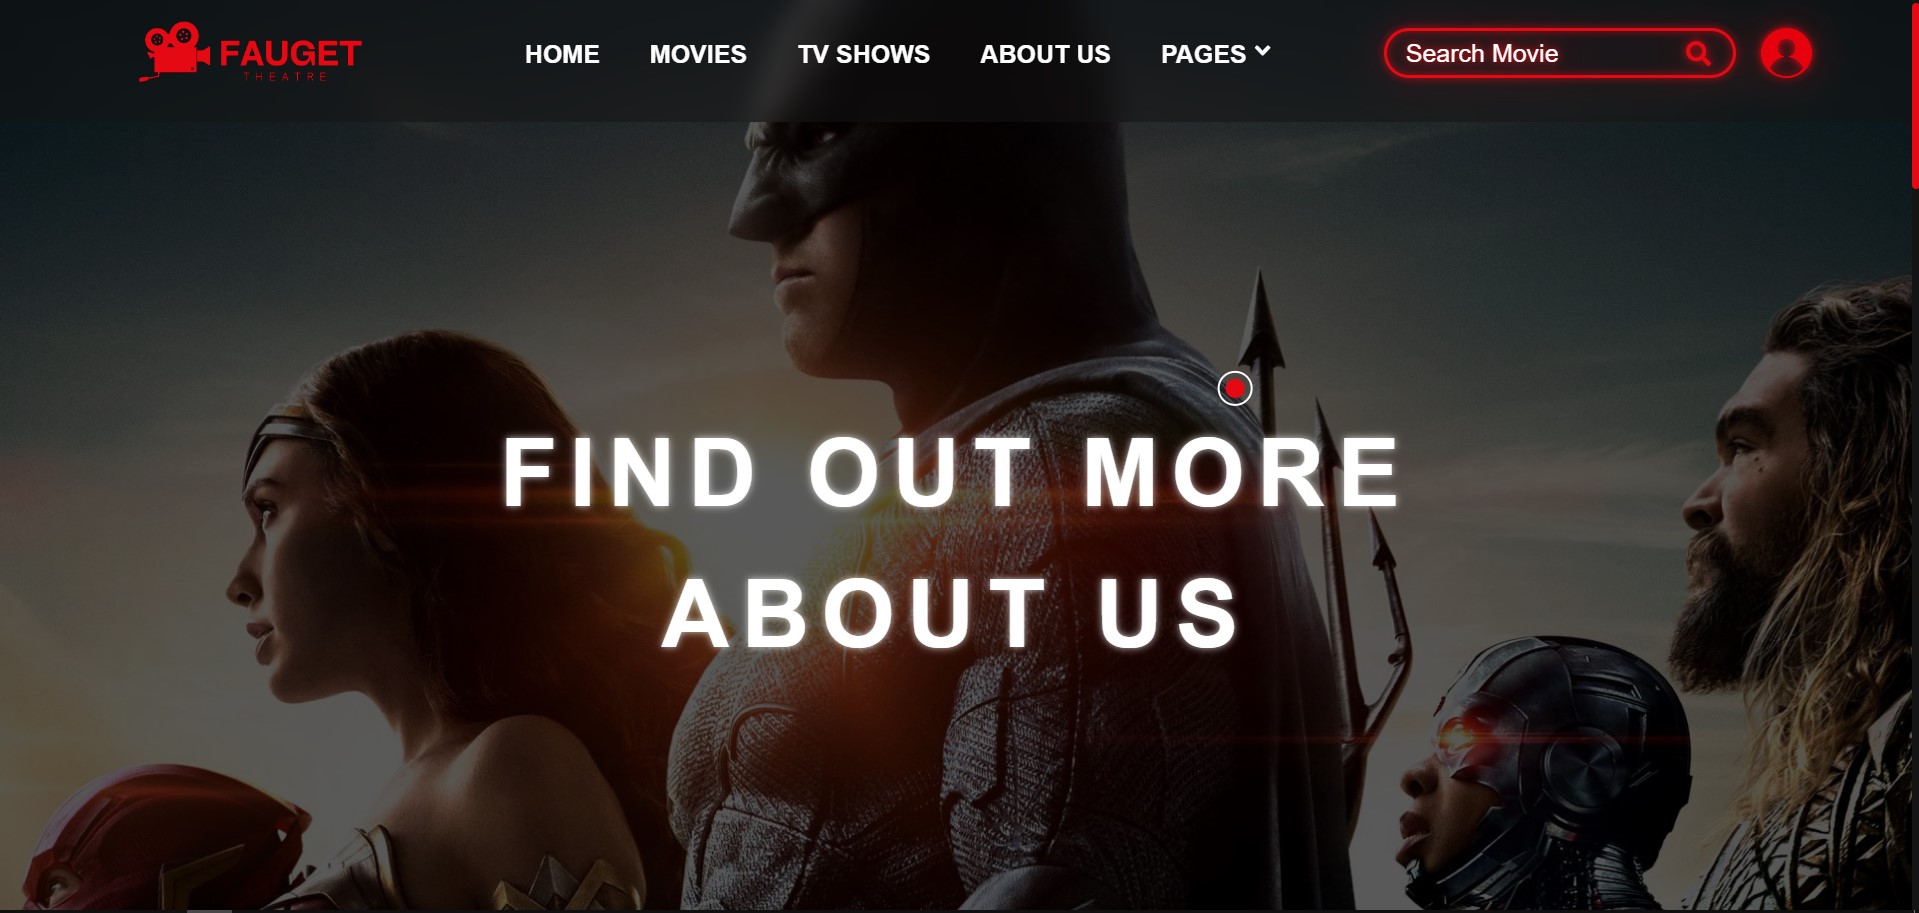 FAUGET
THEATRE
HOME
MOVIES
TV SHOWS
ABOUT US
PAGES
Search Movie
FIND OUT MORE
ABOUT US